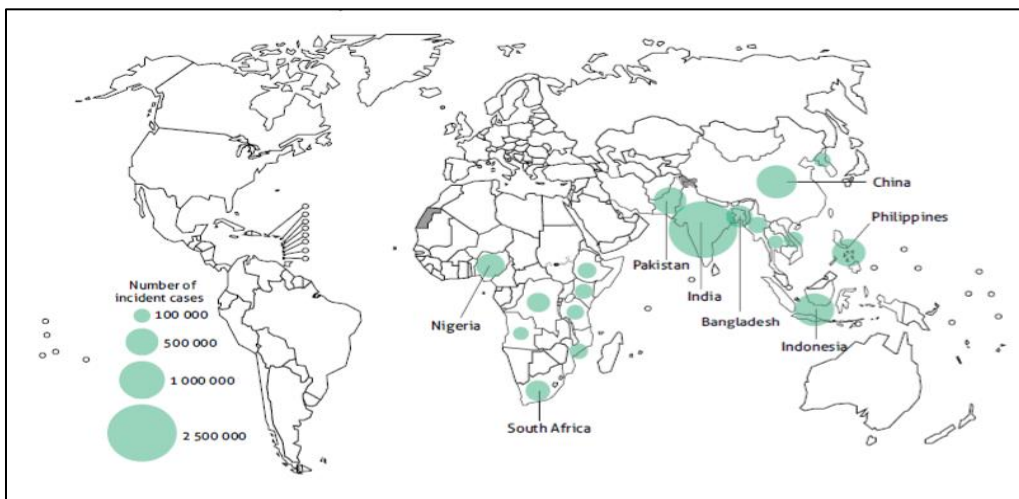 China
Philippines
Pakistan
India
Bangladesh
Nigeria
Indonesia
South Africa
Number of
incident cases
100 000
500 000
1 000 000
2 500 000